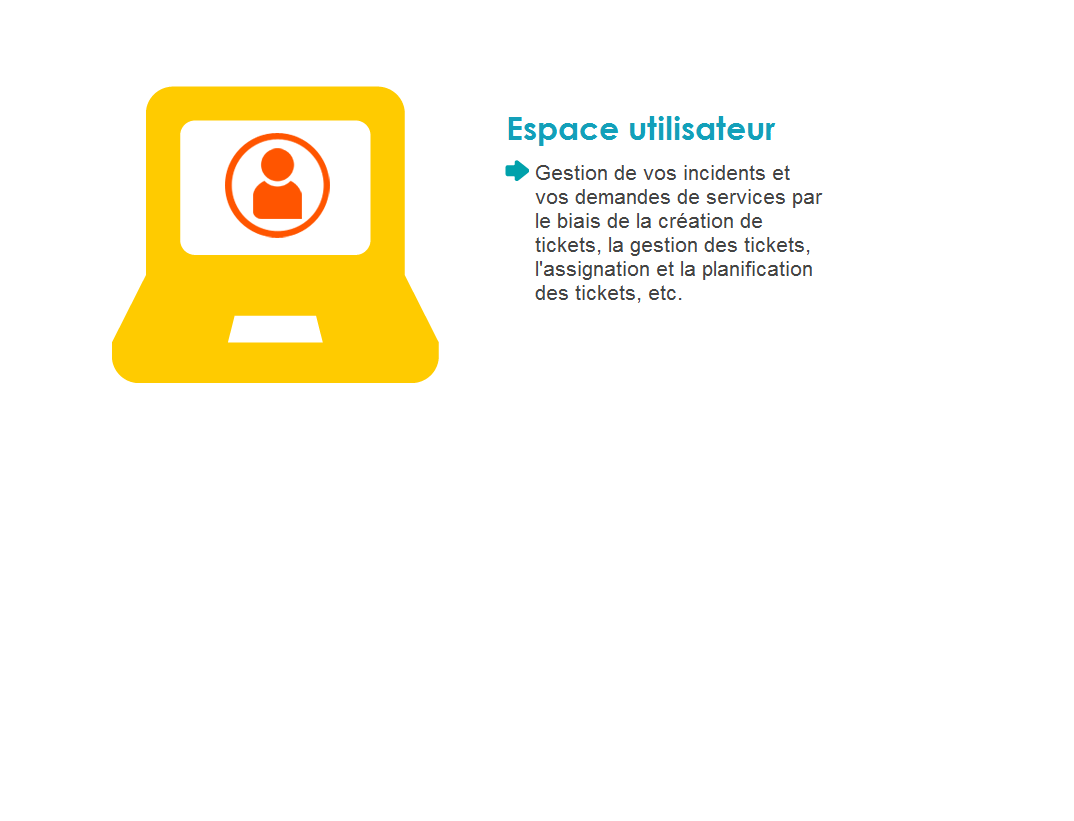 Espace utilisateur
Gestion de vos incidents et
vos demandes de services par
le biais de la création de
tickets, la gestion des tickets,
l'assignation et la planification
des tickets, etc.